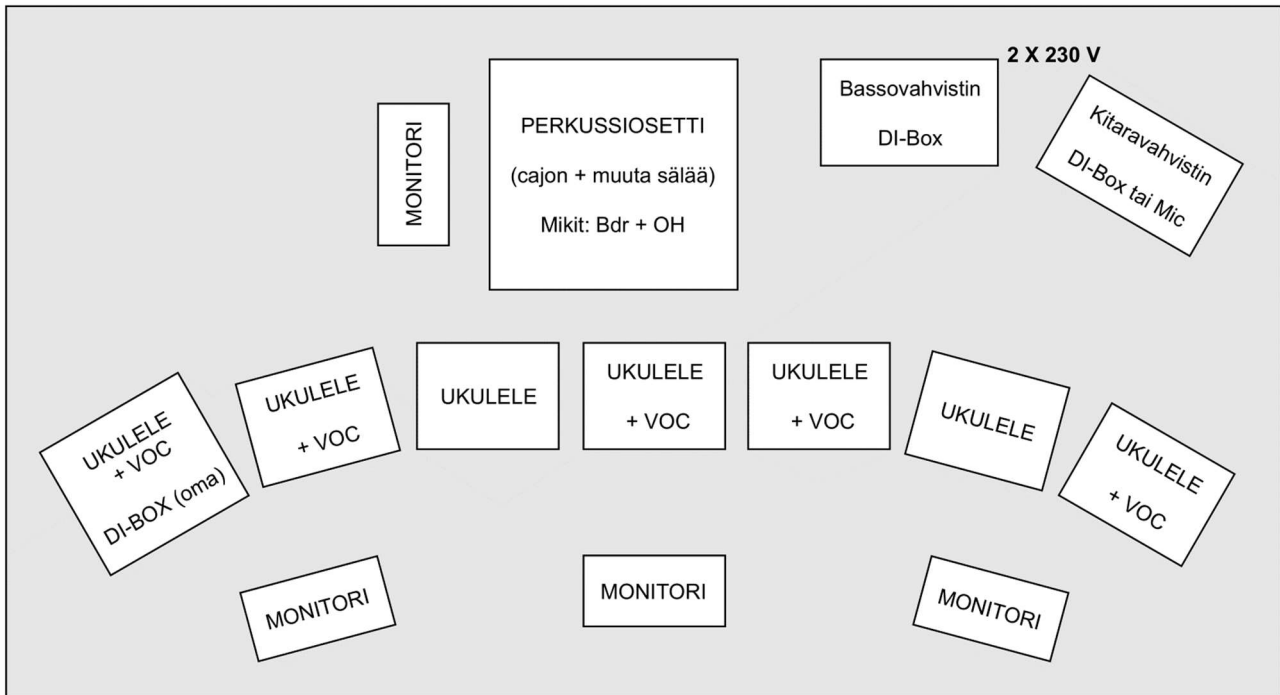 2 X 230 V
MONITORI
PERKUSSIOSETTI
(cajon + muuta sälää)
Mikit: Bdr + OH
Bassovahvistin
DI-Box
Kitaravahvistin
DI-Box tai Mic
UKULELE
+ VOC
DI-BOX (oma)
UKULELE
+ VOC
UKULELE
UKULELE
+ VOC
UKULELE
+ VOC
UKULELE
UKULELE
+ VOC
MONITORI
MONITORI
MONITORI